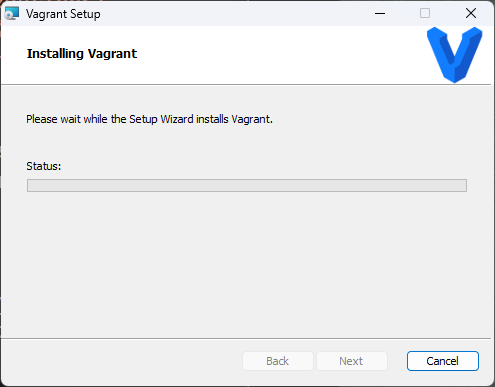 Vagrant Setup
Installing Vagrant
Please wait while the Setup Wizard installs Vagrant.
Status:
Back
Next
Cancel